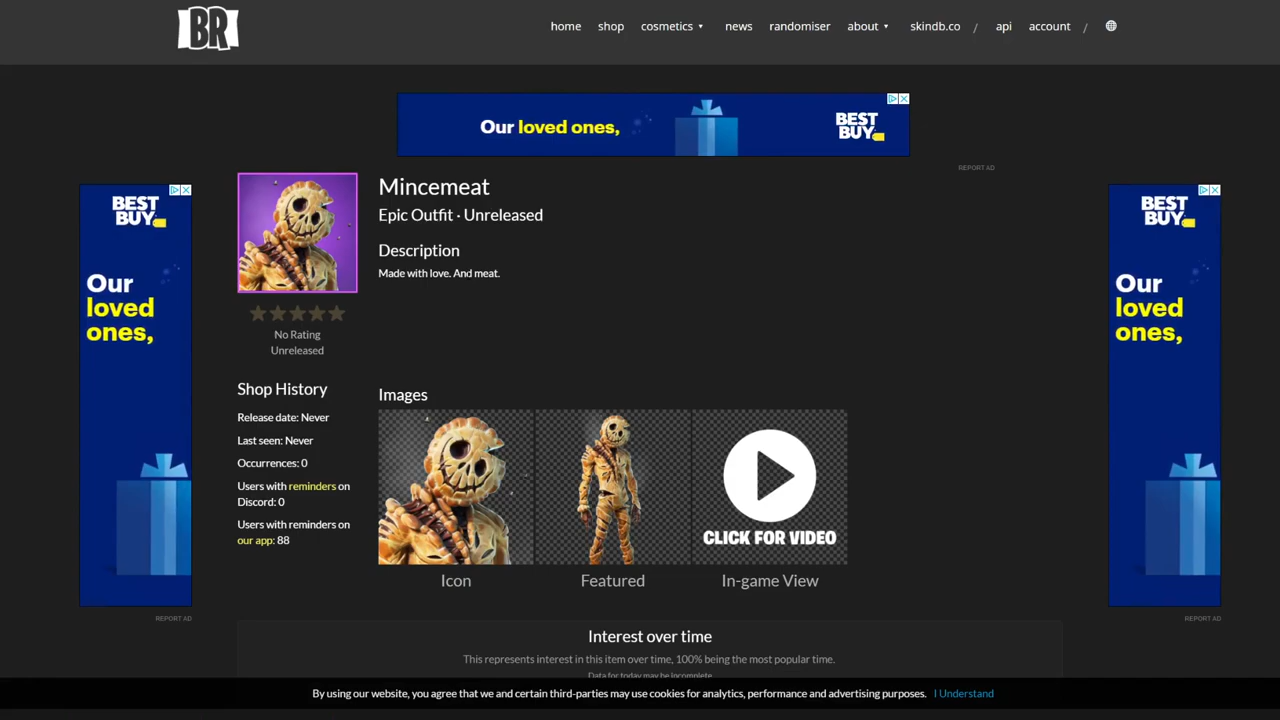 BR
home
shop
cosmetics
news
randomiser
about
skindb.co
/
api
account
/
Our loved ones,
BEST BUY
REPORT AD
BEST
BUY
Our
loved
ones,
REPORT AD
Mincemeat
Epic Outfit · Unreleased
Description
Made with love. And meat.
No Rating
Unreleased
Shop History
Release date: Never
Last seen: Never
Occurrences: 0
Users with reminders on
Discord: 0
Users with reminders on
our app: 88
Images
CLICK FOR VIDEO
Icon
Featured
In-game View
BEST
BUY
Our
loved
ones,
REPORT AD
Interest over time
This represents interest in this item over time, 100% being the most popular time.
Data for today may be incomplete
By using our website, you agree that we and certain third-parties may use cookies for analytics, performance and advertising purposes. I Understand